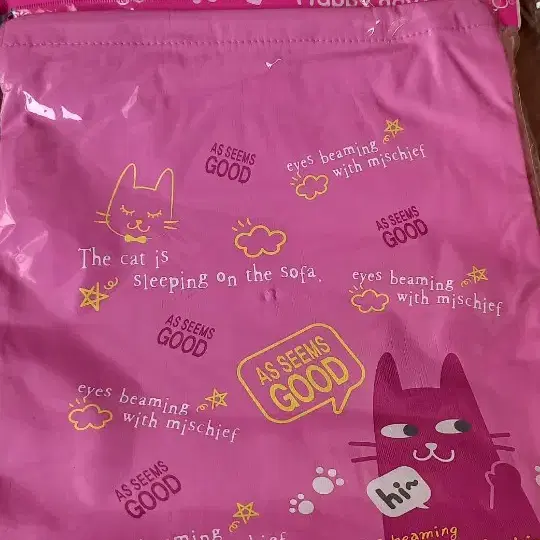 AS SEEMS
GOOD
eyes beaming
with mischief
AS SEEMS
GOOD
The cat is
sleeping on the sofa.
eyes beaming
with mischief
AS SEEMS
GOOD
AS SEEMS
GOOD
eyes beaming
with mischief
AS SEEMS
GOOD
hi~
beaming